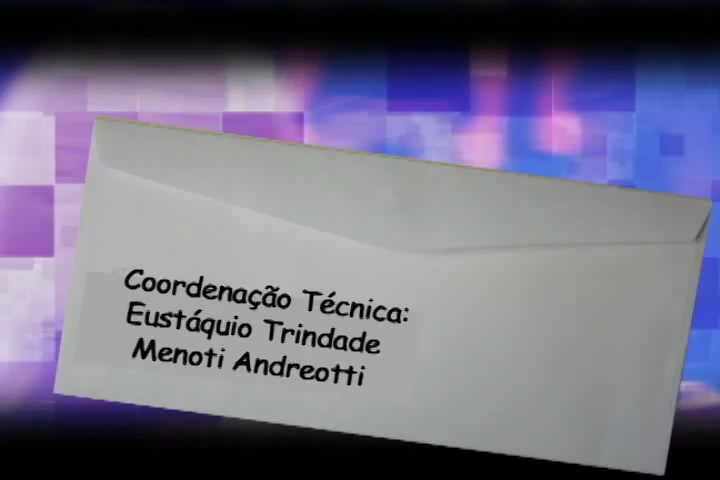 Coordenação Técnica:
Eustáquio Trindade
Menoti Andreotti